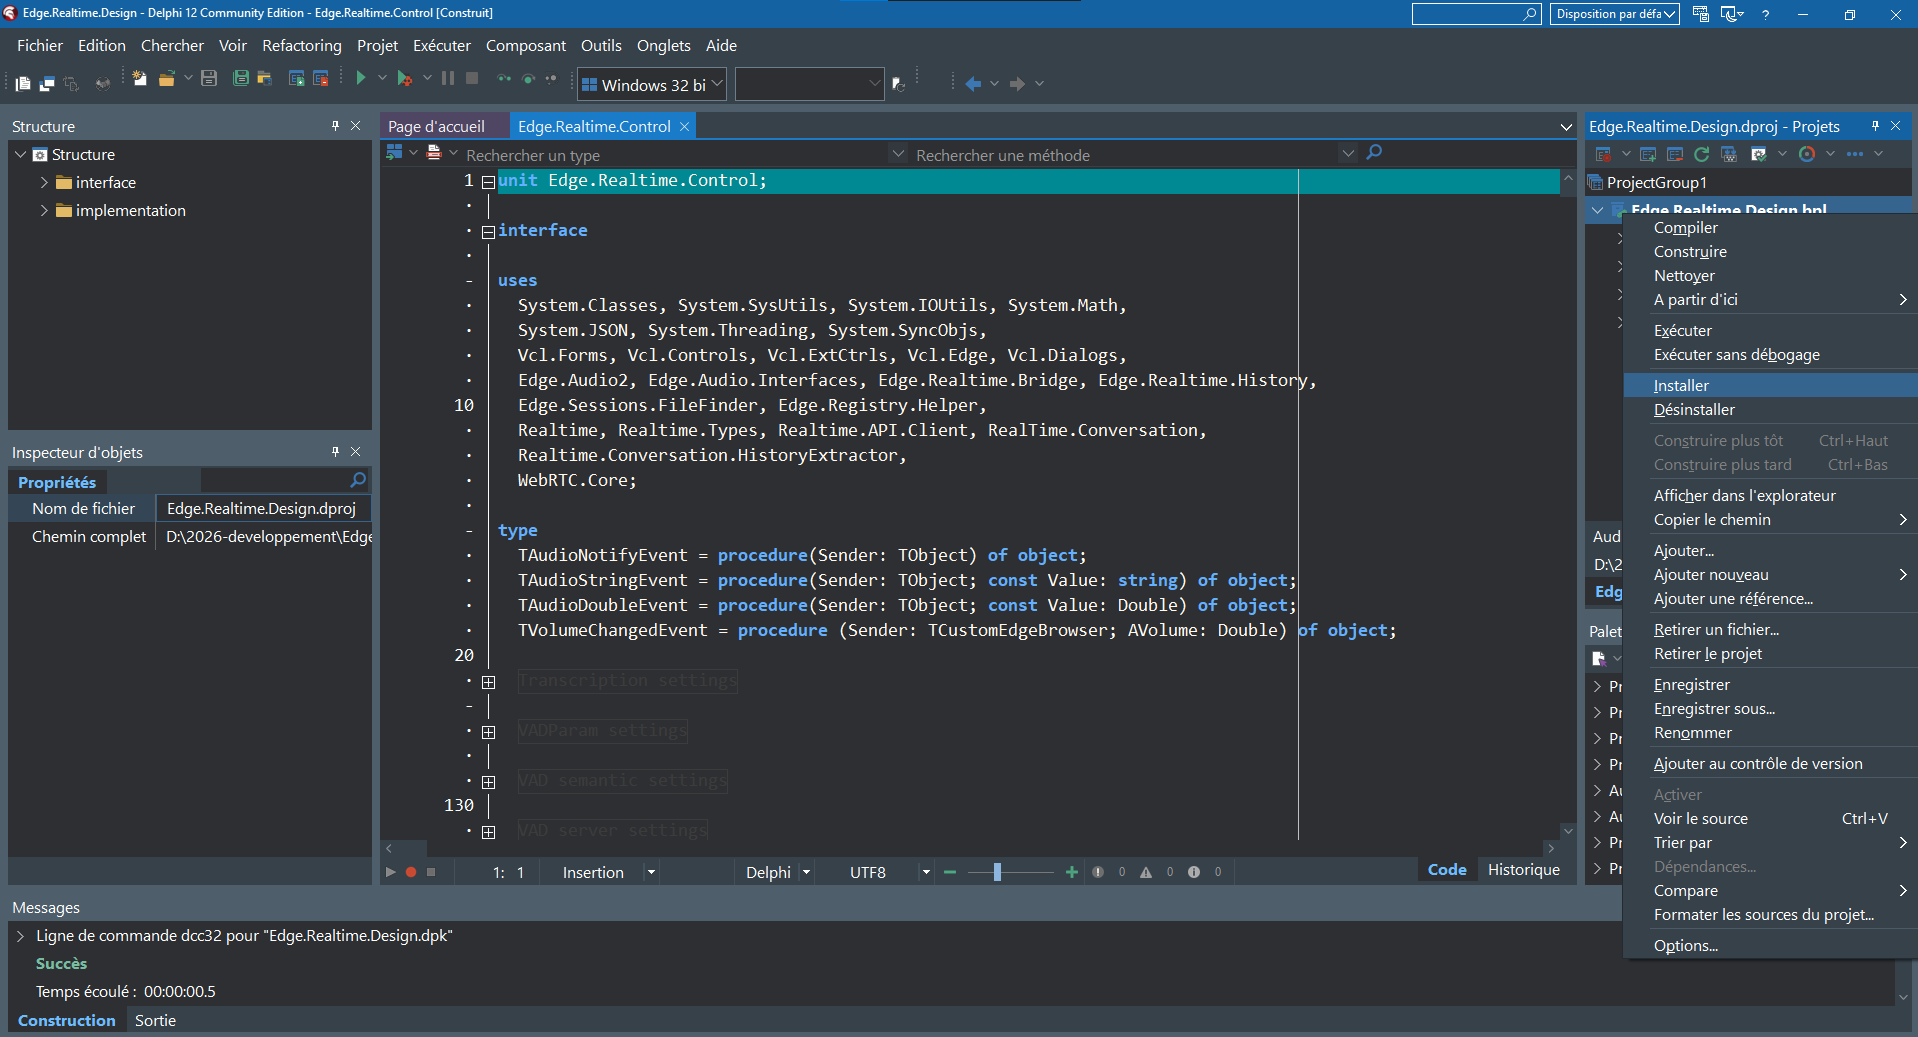 Edge.Realtime.Design - Delphi 12 Community Edition - Edge.Realtime.Control [Construit]
Disposition par défa
?
Fichier Edition Chercher Voir Refactoring Projet Exécuter Composant Outils Onglets Aide
Windows 32 bi
Structure
Structure
interface
implementation
Inspecteur d'objets
Propriétés
Nom de fichier Edge.Realtime.Design.dproj
Chemin complet D:\2026-developpement\Edge
Page d'accueil Edge.Realtime.Control
Rechercher un type Rechercher une méthode
1 unit Edge.Realtime.Control;
interface
uses
System.Classes, System.SysUtils, System.IOUtils, System.Math,
System.JSON, System.Threading, System.SyncObjs,
Vcl.Forms, Vcl.Controls, Vcl.ExtCtrls, Vcl.Edge, Vcl.Dialogs,
Edge.Audio2, Edge.Audio.Interfaces, Edge.Realtime.Bridge, Edge.Realtime.History,
10 Edge.Sessions.FileFinder, Edge.Registry.Helper,
Realtime, Realtime.Types, Realtime.API.Client, RealTime.Conversation,
Realtime.Conversation.HistoryExtractor,
WebRTC.Core;
type
TAudioNotifyEvent = procedure(Sender: TObject) of object;
TAudioStringEvent = procedure(Sender: TObject; const Value: string) of object;
TAudioDoubleEvent = procedure(Sender: TObject; const Value: Double) of object;
TVolumeChangedEvent = procedure (Sender: TCustomEdgeBrowser; AVolume: Double) of object;
20
Transcription settings
VADParam settings
VAD semantic settings
130
VAD server settings
1: 1 Insertion Delphi UTF8 0 0 0 Code Historique
Edge.Realtime.Design.dproj - Projets
ProjectGroup1
Edge.Realtime.Design.bpl
Aud
D:\2
Edg
Palet
Pr
Pr
Pr
Pr
Au
Au
Pr
Pr
Compiler
Construire
Nettoyer
A partir d'ici
Exécuter
Exécuter sans débogage
Installer
Désinstaller
Construire plus tôt Ctrl+Haut
Construire plus tard Ctrl+Bas
Afficher dans l'explorateur
Copier le chemin
Ajouter...
Ajouter nouveau
Ajouter une référence...
Retirer un fichier...
Retirer le projet
Enregistrer
Enregistrer sous...
Renommer
Ajouter au contrôle de version
Activer
Voir le source Ctrl+V
Trier par
Dépendances...
Compare
Formater les sources du projet...
Options...
Messages
Ligne de commande dcc32 pour "Edge.Realtime.Design.dpk"
Succès
Temps écoulé : 00:00:00.5
Construction Sortie